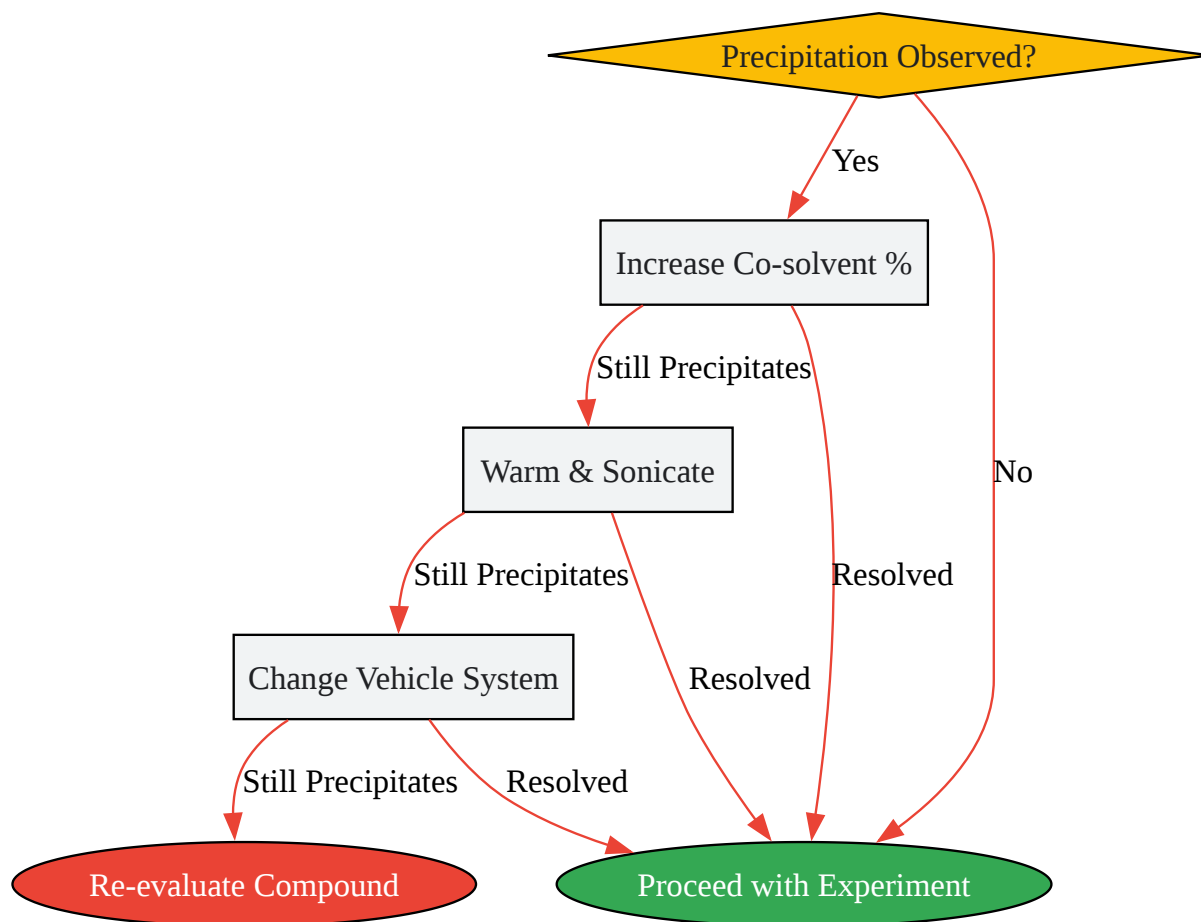 Precipitation Observed?
Yes
Increase Co-solvent %
Still Precipitates
Warm & Sonicate
No
Still Precipitates
Resolved
Change Vehicle System
Resolved
Still Precipitates
Resolved
Re-evaluate Compound
Proceed with Experiment